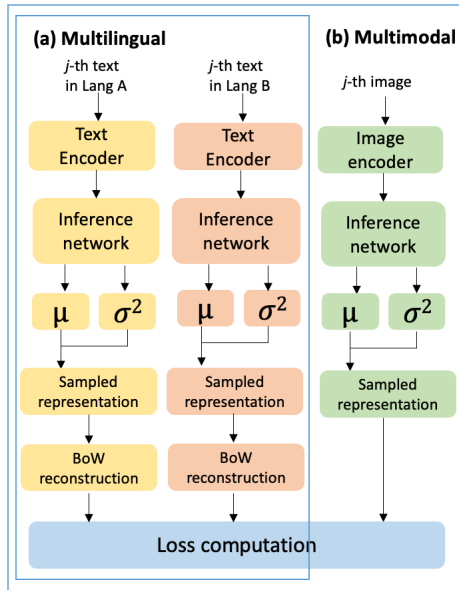 (a) Multilingual
j-th text
in Lang A
Text
Encoder
Inference
network
μ
σ²
Sampled
representation
BoW
reconstruction
j-th text
in Lang B
Text
Encoder
Inference
network
μ
σ²
Sampled
representation
BoW
reconstruction
(b) Multimodal
j-th image
Image
encoder
Inference
network
μ
σ²
Sampled
representation
Loss computation